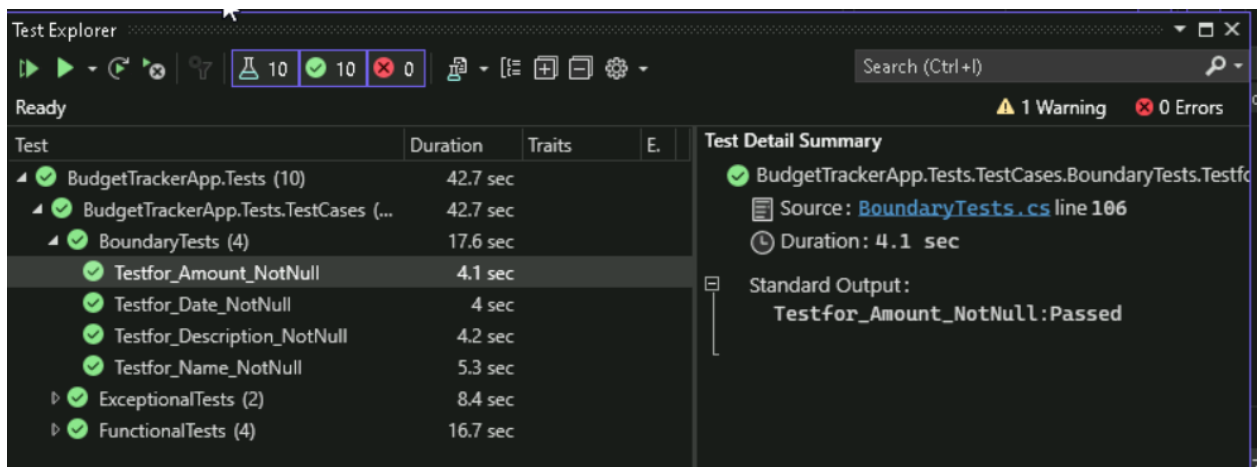 Test Explorer
10 10 0
Search (Ctrl+I)
Ready
1 Warning 0 Errors
Test Duration Traits E.
BudgetTrackerApp.Tests (10) 42.7 sec
BudgetTrackerApp.Tests.TestCases (... 42.7 sec
BoundaryTests (4) 17.6 sec
Testfor_Amount_NotNull 4.1 sec
Testfor_Date_NotNull 4 sec
Testfor_Description_NotNull 4.2 sec
Testfor_Name_NotNull 5.3 sec
ExceptionalTests (2) 8.4 sec
FunctionalTests (4) 16.7 sec
Test Detail Summary
BudgetTrackerApp.Tests.TestCases.BoundaryTests.Testfo
Source: BoundaryTests.cs line 106
Duration: 4.1 sec
Standard Output:
Testfor_Amount_NotNull:Passed